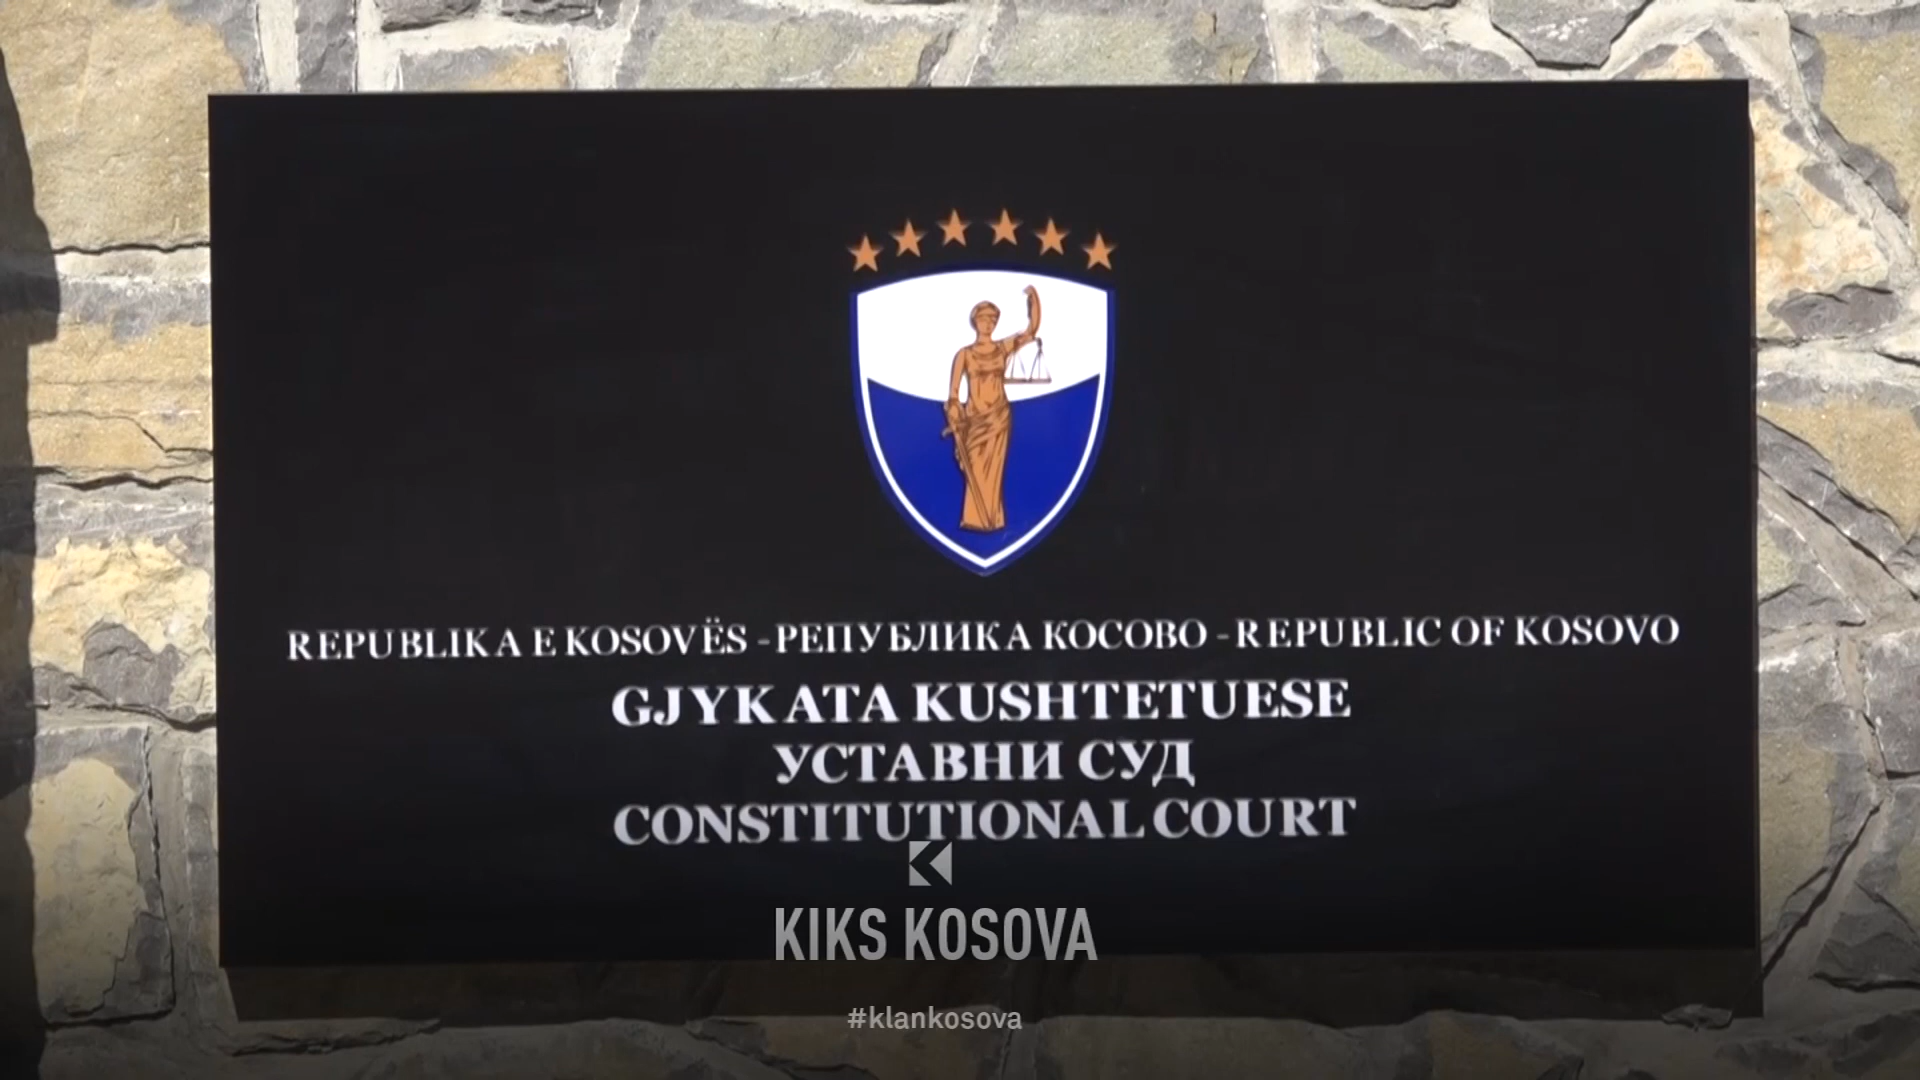 REPUBLIKA E KOSOVËS - РЕПУБЛИКА КОСОВО - REPUBLIC OF KOSOVO
GJYKATA KUSHTETUESE
УСТАВНИ СУД
CONSTITUTIONAL COURT
KIKS KOSOVA
#klankosova